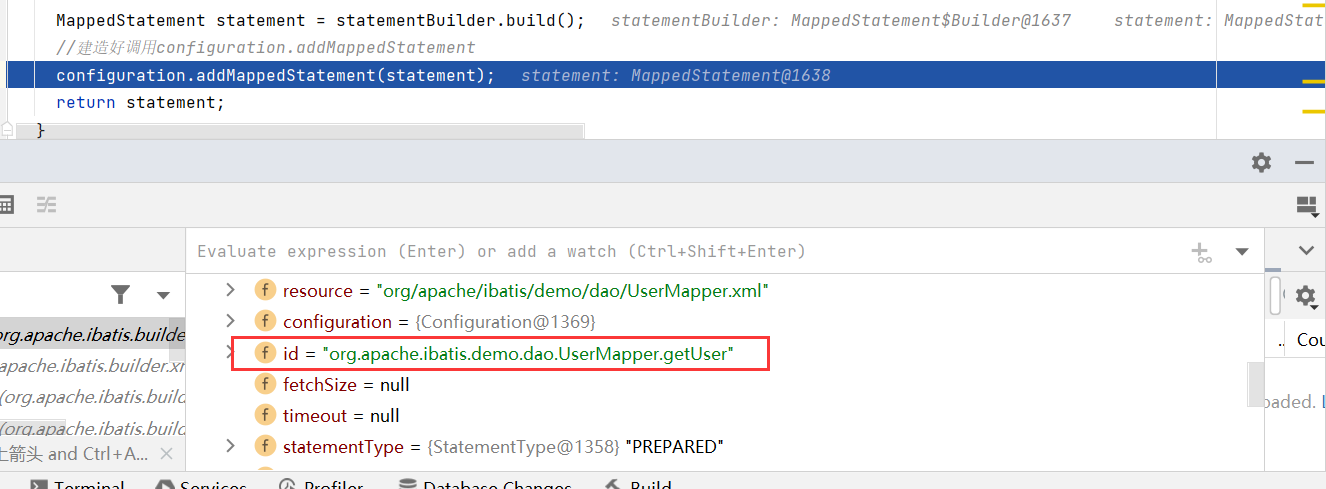 MappedStatement statement = statementBuilder.build();   statementBuilder: MappedStatement$Builder@1637   statement: MappedStat
//建造好调用configuration.addMappedStatement
configuration.addMappedStatement(statement);   statement: MappedStatement@1638
return statement;
}
Evaluate expression (Enter) or add a watch (Ctrl+Shift+Enter)
f resource = "org/apache/ibatis/demo/dao/UserMapper.xml"
f configuration = {Configuration@1369}
f id = "org.apache.ibatis.demo.dao.UserMapper.getUser"
f fetchSize = null
f timeout = null
f statementType = {StatementType@1358} "PREPARED"
org.apache.ibatis.builde
apache.ibatis.builder.xr
(org.apache.ibatis.build
(org.apache.ibatis.build
上箭头 and Ctrl+A...
.. Cou
oaded.
Terminal Services Profiler Database Changes Build